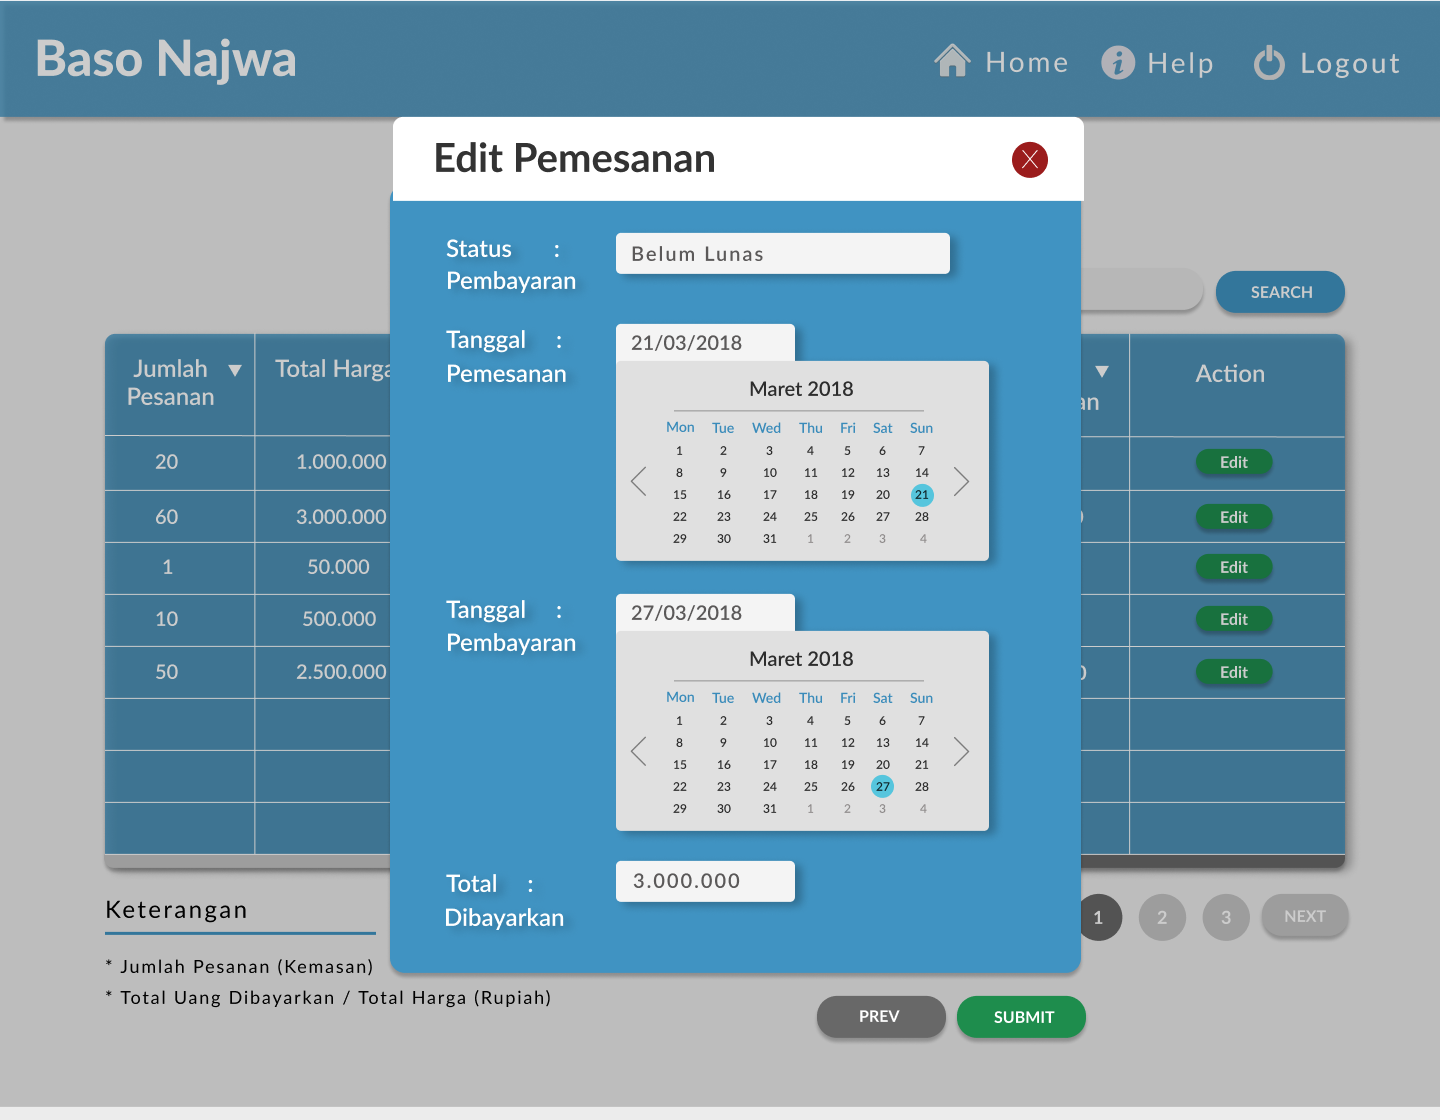 Baso Najwa
Home
Help
Logout
Edit Pemesanan
X
Status :
Pembayaran
Belum Lunas
SEARCH
Tanggal :
Pemesanan
21/03/2018
Maret 2018
Mon Tue Wed Thu Fri Sat Sun
1 2 3 4 5 6 7
8 9 10 11 12 13 14
15 16 17 18 19 20 21
22 23 24 25 26 27 28
29 30 31 1 2 3 4
Tanggal :
Pembayaran
27/03/2018
Maret 2018
Mon Tue Wed Thu Fri Sat Sun
1 2 3 4 5 6 7
8 9 10 11 12 13 14
15 16 17 18 19 20 21
22 23 24 25 26 27 28
29 30 31 1 2 3 4
Total :
Dibayarkan
3.000.000
Jumlah
Pesanan
Total Harga
Action
20 1.000.000 Edit
60 3.000.000 Edit
1 50.000 Edit
10 500.000 Edit
50 2.500.000 Edit
1 2 3 NEXT
Keterangan
* Jumlah Pesanan (Kemasan)
* Total Uang Dibayarkan / Total Harga (Rupiah)
PREV
SUBMIT